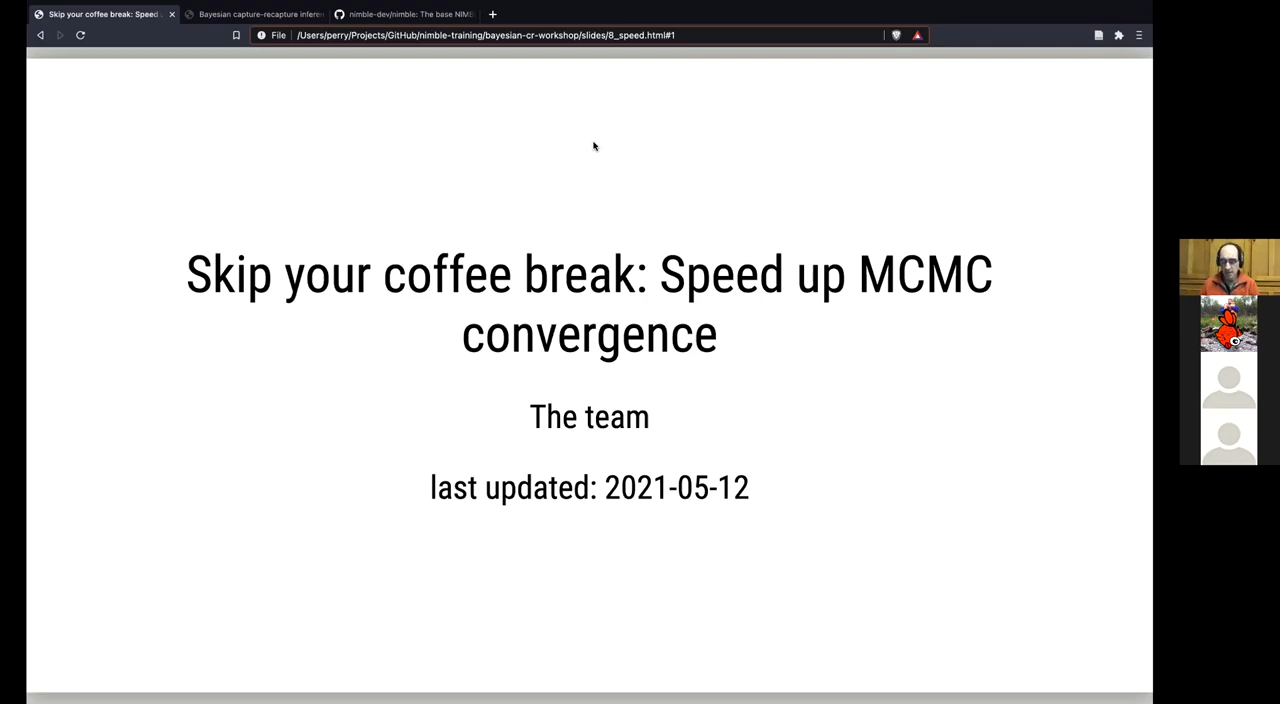 Skip your coffee break: Speed
Bayesian capture-recapture infere
nimble-dev/nimble: The base NIMB
File
/Users/perry/Projects/GitHub/nimble-training/bayesian-cr-workshop/slides/8_speed.html#1
Skip your coffee break: Speed up MCMC
convergence
The team
last updated: 2021-05-12